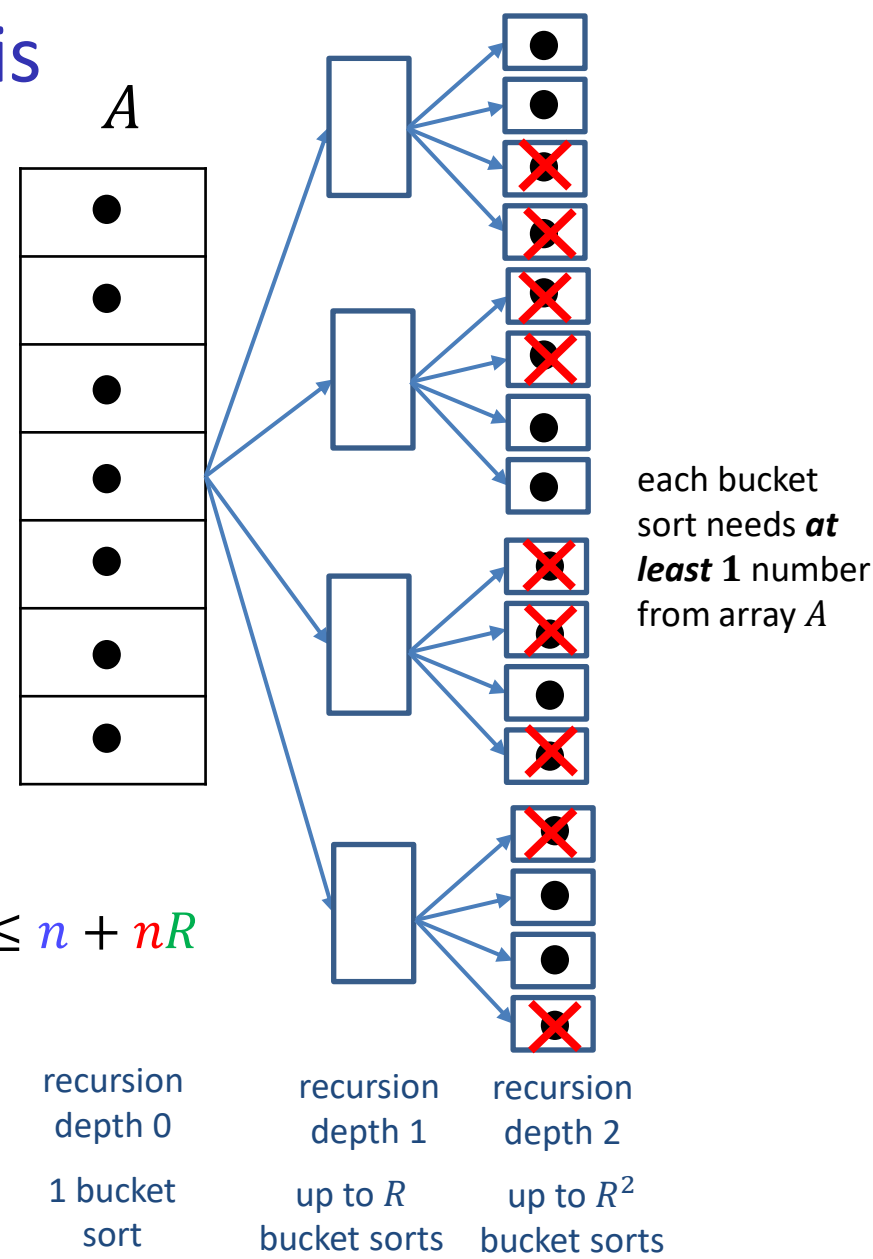 is
A
each bucket
sort needs at
least 1 number
from array A
≤ n + nR
recursion
depth 0
recursion
depth 1
recursion
depth 2
1 bucket
sort
up to R
bucket sorts
up to R²
bucket sorts